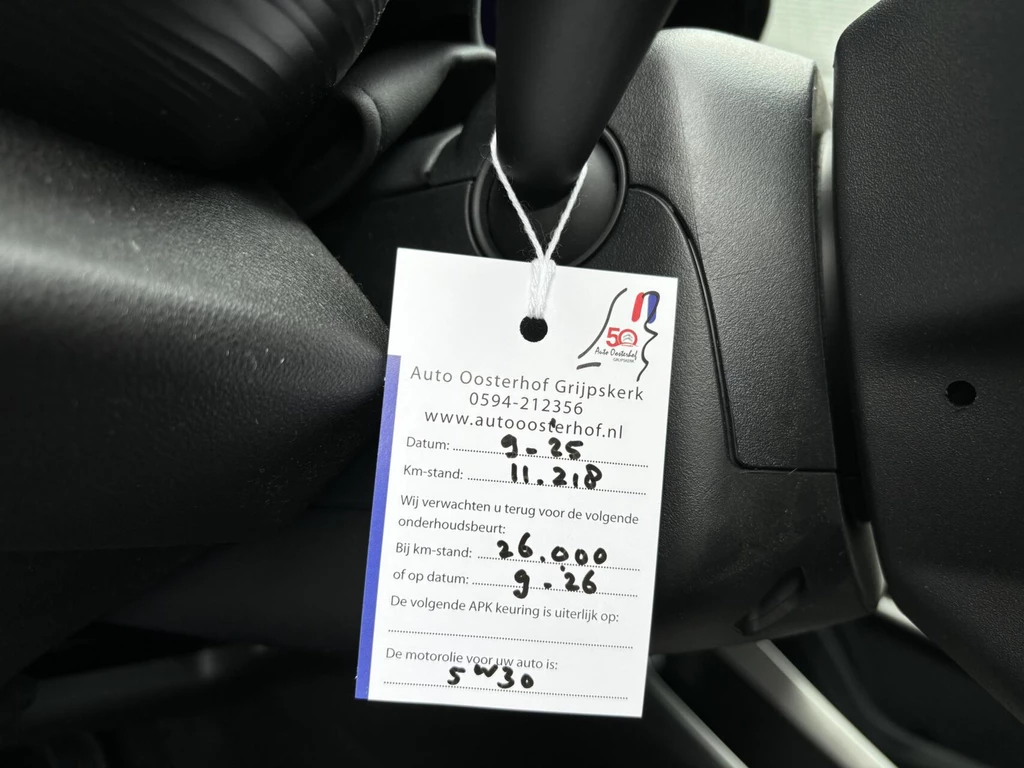 50
Auto Oosterhof
GRIJPSKERK
Auto Oosterhof Grijpskerk
0594-212356
www.autooosterhof.nl
Datum: 9-'25
Km-stand: 11.218
Wij verwachten u terug voor de volgende
onderhoudsbeurt:
Bij km-stand: 26.000
of op datum: 9-'26
De volgende APK keuring is uiterlijk op:
De motorolie voor uw auto is:
5W30